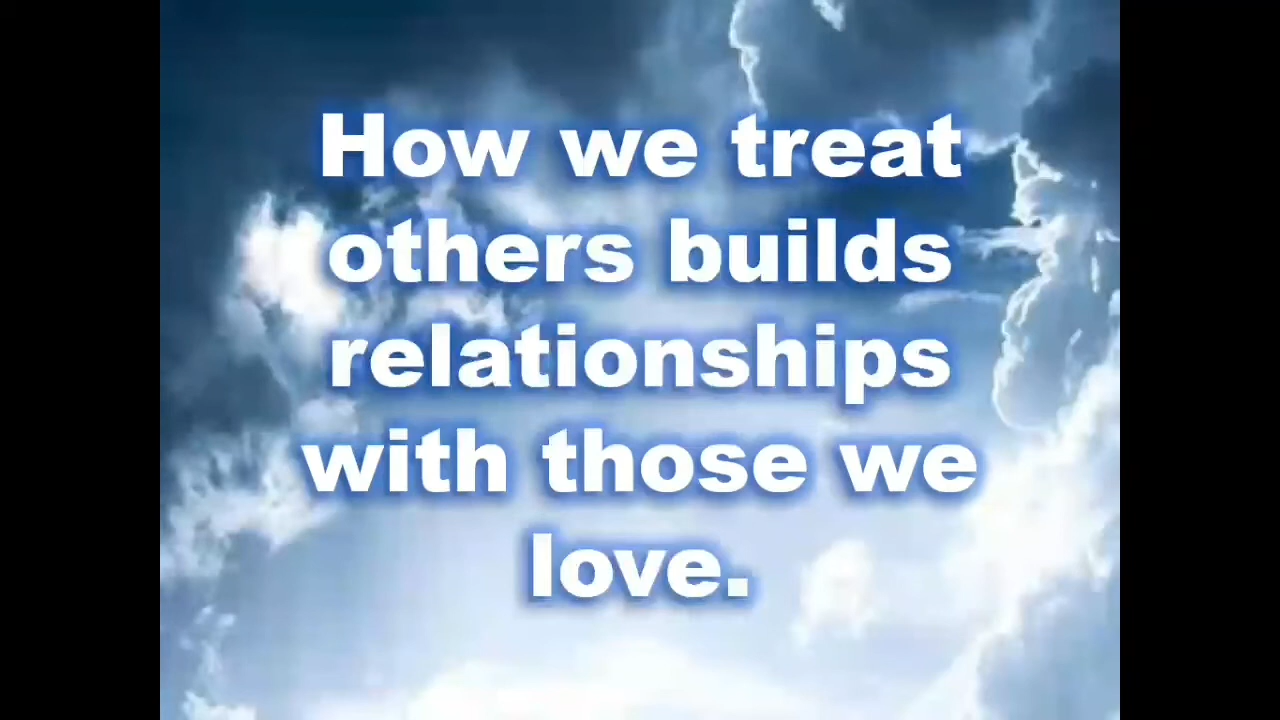 How we treat
others builds
relationships
with those we
love.